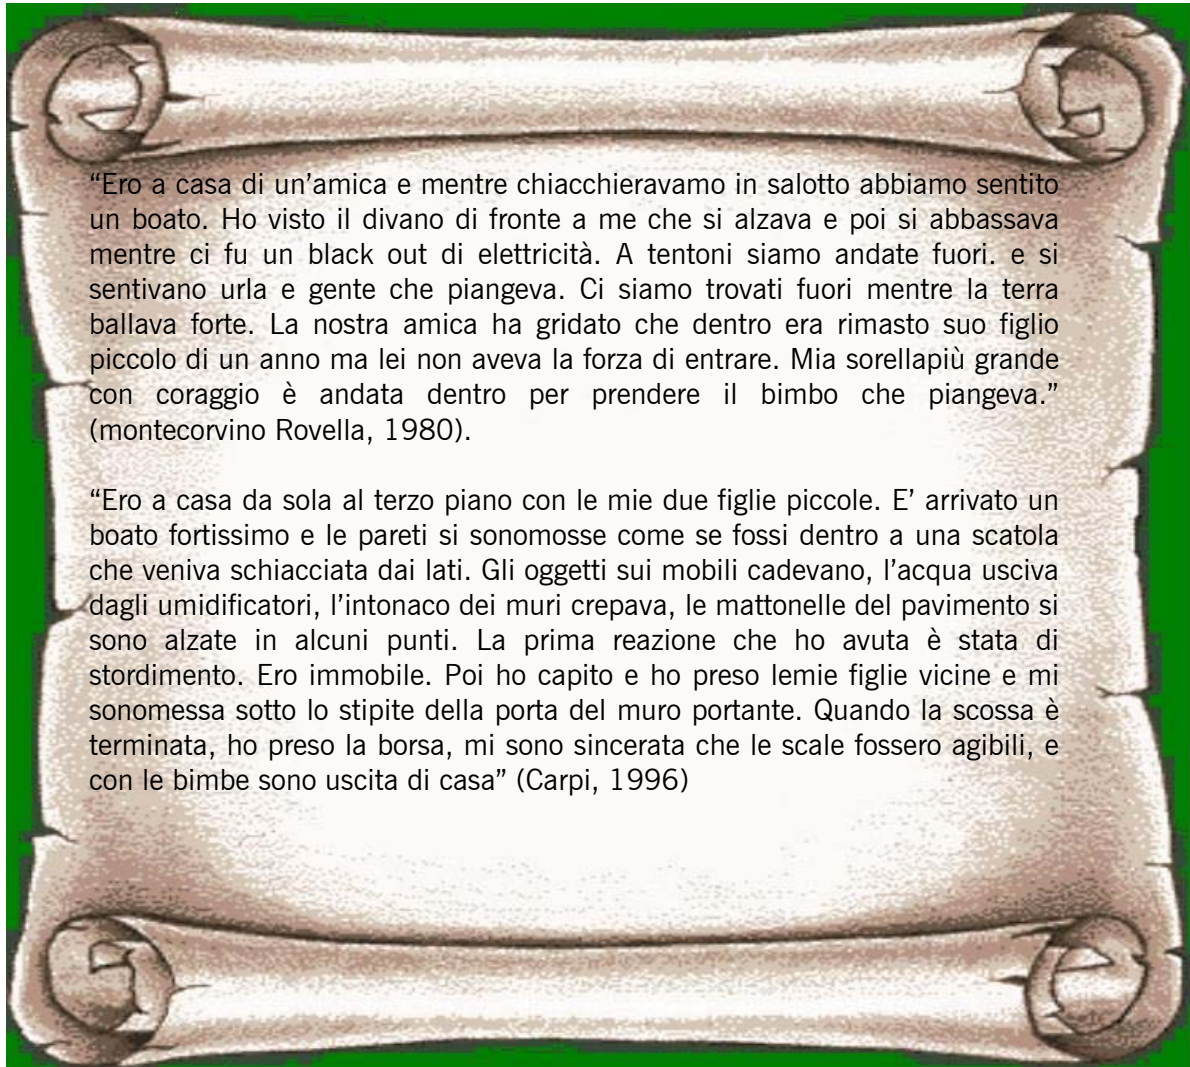 “Ero a casa di un’amica e mentre chiacchieravamo in salotto abbiamo sentito
un boato. Ho visto il divano di fronte a me che si alzava e poi si abbassava
mentre ci fu un black out di elettricità. A tentoni siamo andate fuori. e si
sentivano urla e gente che piangeva. Ci siamo trovati fuori mentre la terra
ballava forte. La nostra amica ha gridato che dentro era rimasto suo figlio
piccolo di un anno ma lei non aveva la forza di entrare. Mia sorellapiù grande
con coraggio è andata dentro per prendere il bimbo che piangeva.”
(montecorvino Rovella, 1980).

“Ero a casa da sola al terzo piano con le mie due figlie piccole. E’ arrivato un
boato fortissimo e le pareti si sonomosse come se fossi dentro a una scatola
che veniva schiacciata dai lati. Gli oggetti sui mobili cadevano, l’acqua usciva
dagli umidificatori, l’intonaco dei muri crepava, le mattonelle del pavimento si
sono alzate in alcuni punti. La prima reazione che ho avuta è stata di
stordimento. Ero immobile. Poi ho capito e ho preso lemie figlie vicine e mi
sonomessa sotto lo stipite della porta del muro portante. Quando la scossa è
terminata, ho preso la borsa, mi sono sincerata che le scale fossero agibili, e
con le bimbe sono uscita di casa” (Carpi, 1996)